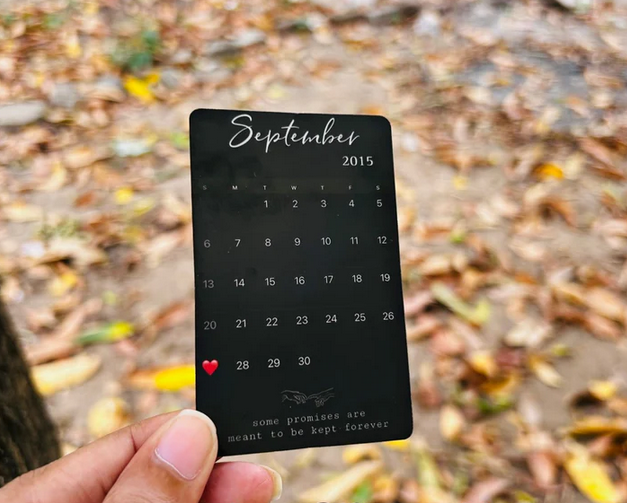 September
2015
S M T W T F S
1 2 3 4 5
6 7 8 9 10 11 12
13 14 15 16 17 18 19
20 21 22 23 24 25 26
28 29 30
some promises are
meant to be kept forever